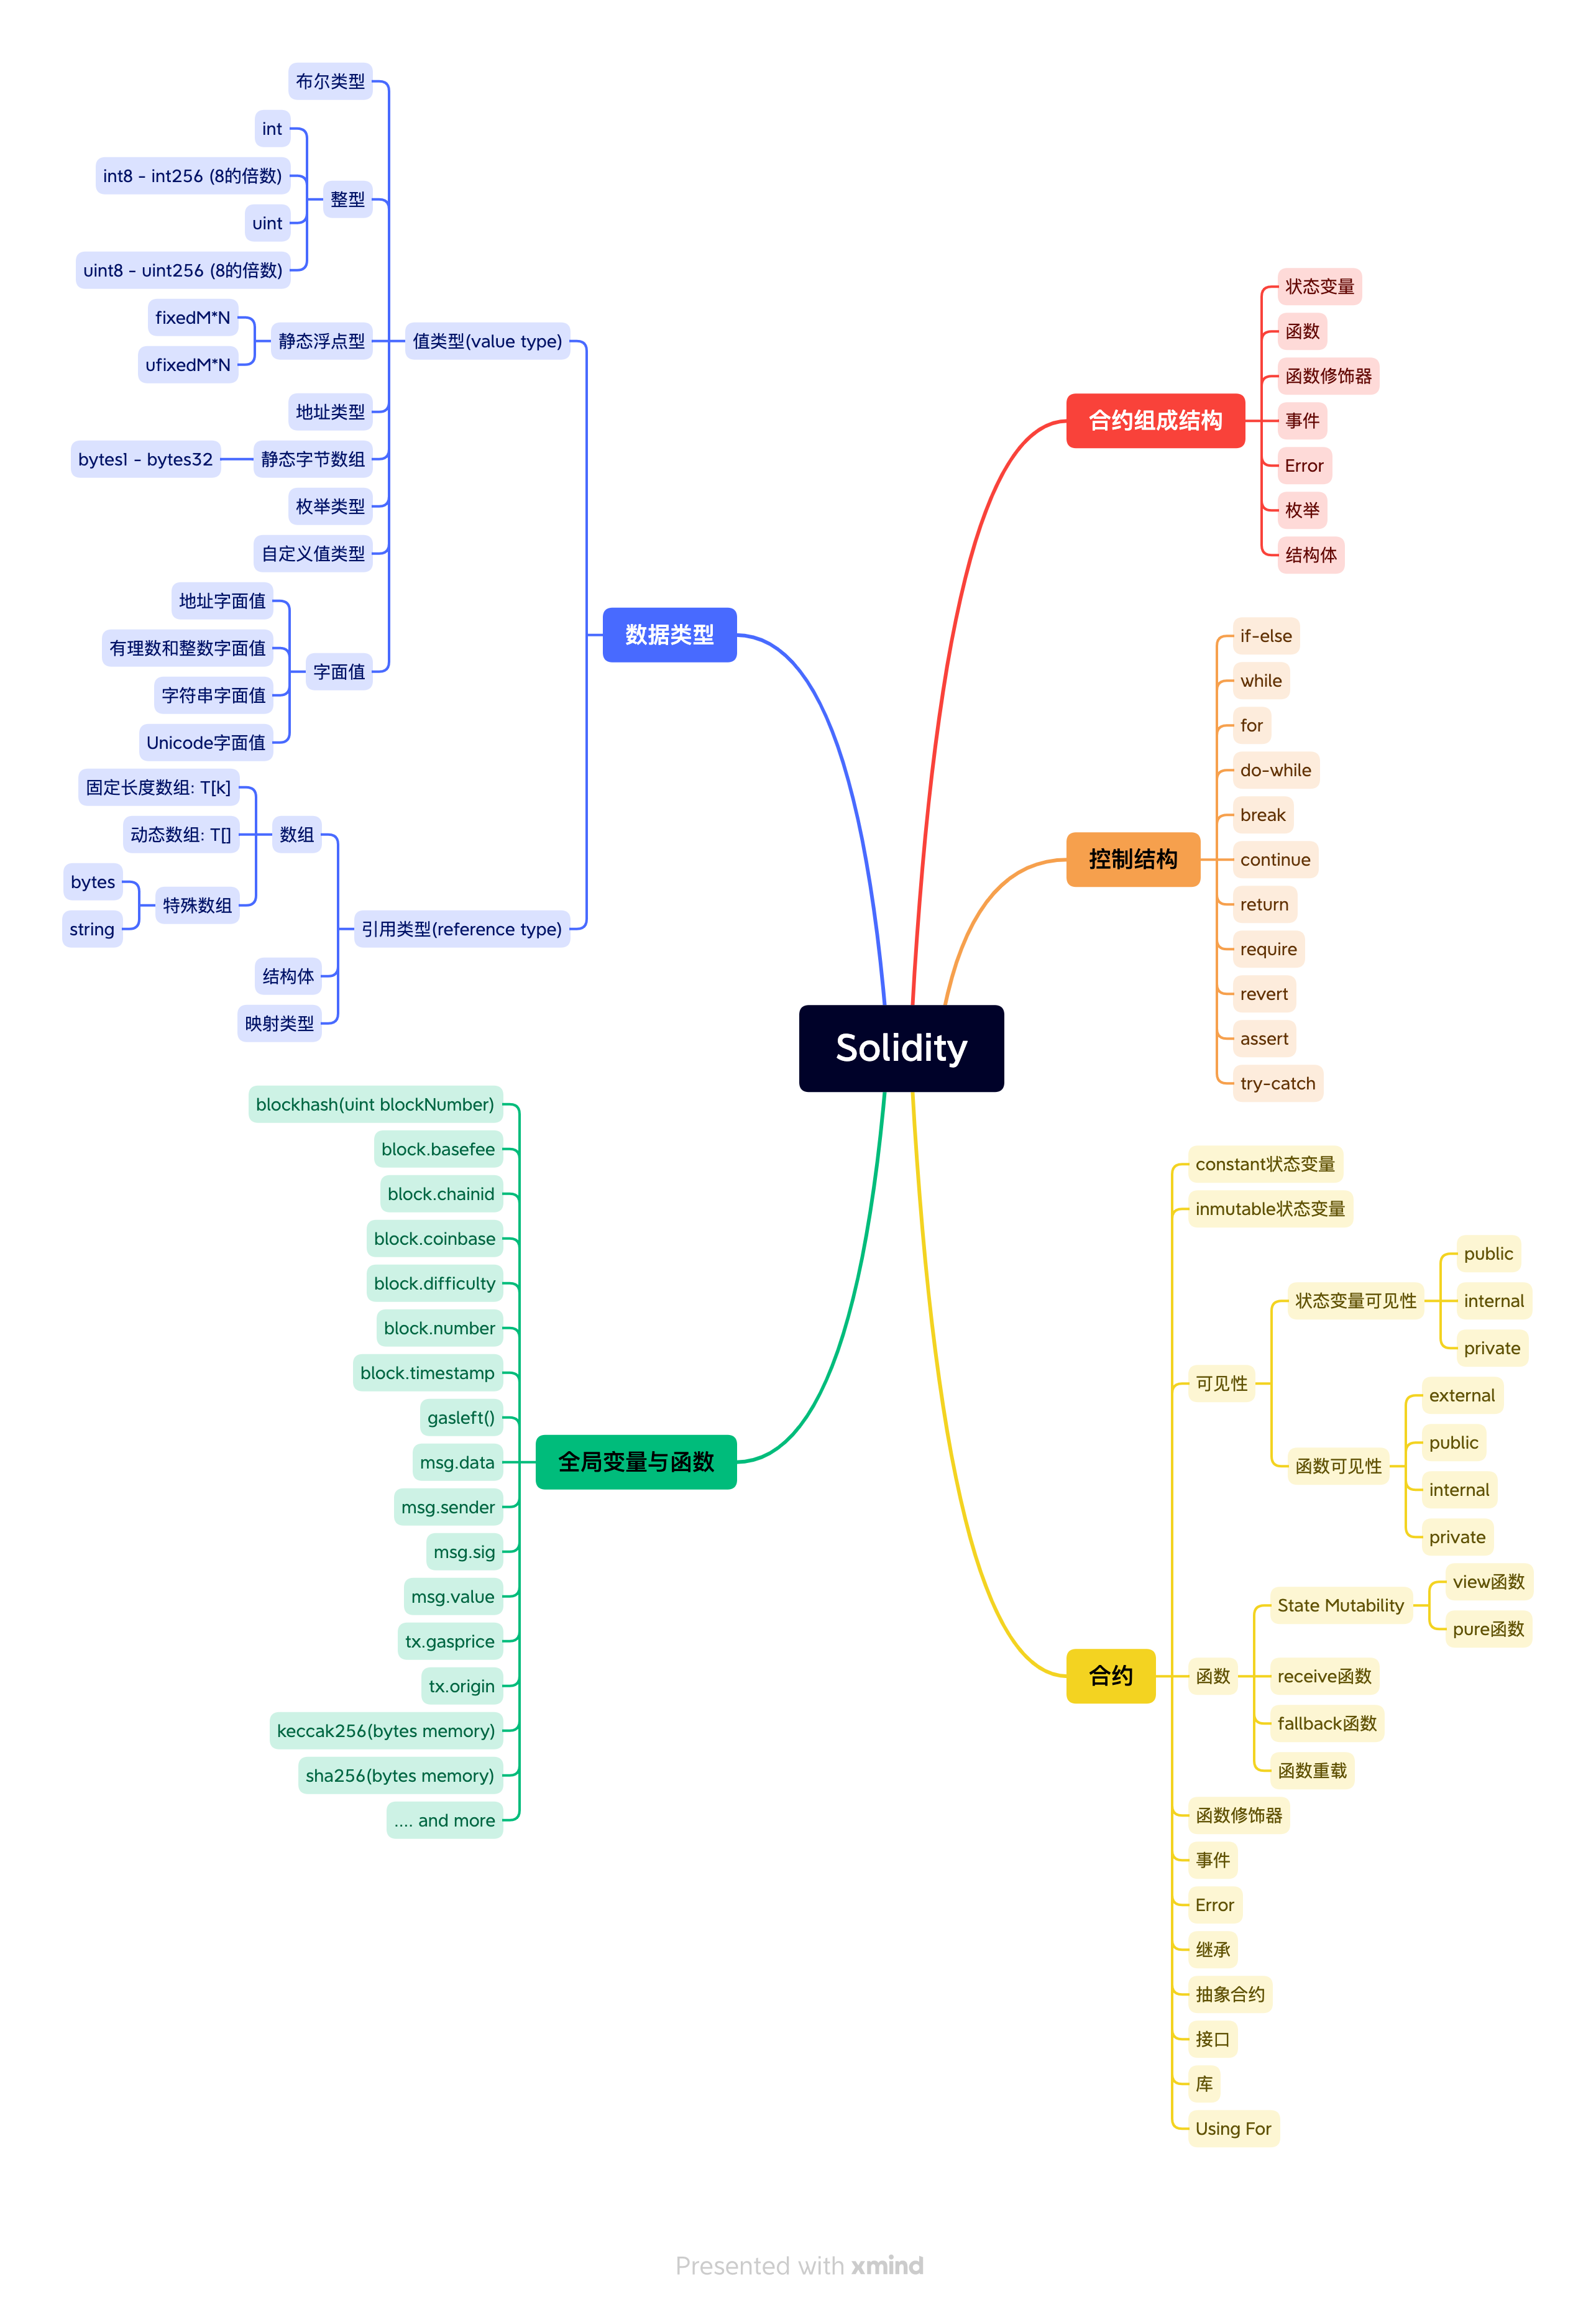 Solidity
合约组成结构
状态变量
函数
函数修饰器
事件
Error
枚举
结构体
控制结构
if-else
while
for
do-while
break
continue
return
require
revert
assert
try-catch
合约
constant状态变量
inmutable状态变量
可见性
状态变量可见性
public
internal
private
函数可见性
external
public
internal
private
函数
State Mutability
view函数
pure函数
receive函数
fallback函数
函数重载
函数修饰器
事件
Error
继承
抽象合约
接口
库
Using For
数据类型
值类型(value type)
布尔类型
整型
int
int8 - int256 (8的倍数)
uint
uint8 - uint256 (8的倍数)
静态浮点型
fixedM*N
ufixedM*N
地址类型
静态字节数组
bytes1 - bytes32
枚举类型
自定义值类型
字面值
地址字面值
有理数和整数字面值
字符串字面值
Unicode字面值
引用类型(reference type)
数组
固定长度数组: T[k]
动态数组: T[]
特殊数组
bytes
string
结构体
映射类型
全局变量与函数
blockhash(uint blockNumber)
block.basefee
block.chainid
block.coinbase
block.difficulty
block.number
block.timestamp
gasleft()
msg.data
msg.sender
msg.sig
msg.value
tx.gasprice
tx.origin
keccak256(bytes memory)
sha256(bytes memory)
.... and more
Presented with xmind